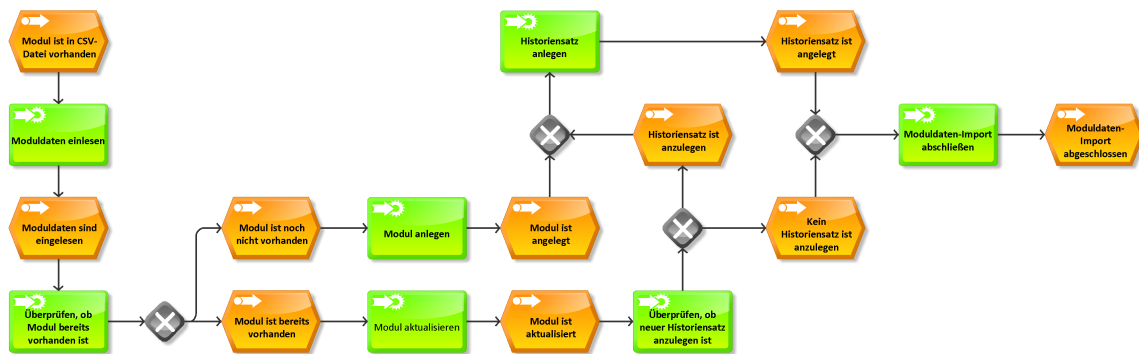 Modul ist in CSV-
Datei vorhanden
Moduldaten einlesen
Moduldaten sind
eingelesen
Überprüfen, ob
Modul bereits
vorhanden ist
Modul ist noch
nicht vorhanden
Modul anlegen
Modul ist
angelegt
Modul ist bereits
vorhanden
Modul aktualisieren
Modul ist
aktualisiert
Überprüfen, ob
neuer Historiensatz
anzulegen ist
Historiensatz ist
anzulegen
Kein
Historiensatz ist
anzulegen
Historiensatz
anlegen
Historiensatz ist
angelegt
Moduldaten-Import
abschließen
Moduldaten-
Import
abgeschlossen